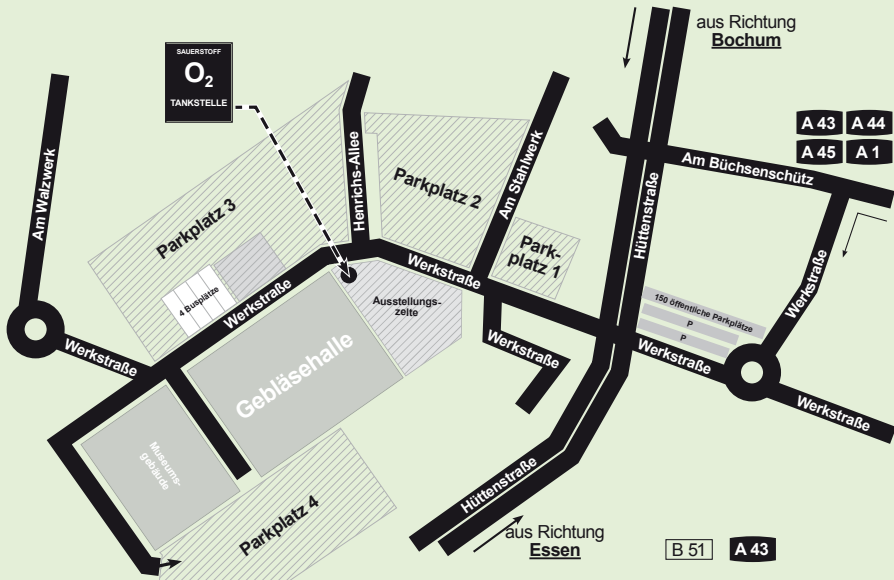 aus Richtung
Bochum
SAUERSTOFF
O₂
TANKSTELLE
A 43
A 44
A 45
A 1
Am Walzwerk
Henrichs-Allee
Parkplatz 2
Am Stahlwerk
Hüttenstraße
Am Büchsenschütz
Parkplatz 3
Park-
platz 1
Werkstraße
4 Busplätze
Werkstraße
Ausstellungs-
zelte
Werkstraße
150 öffentliche Parkplätze
P
P
Werkstraße
Gebläsehalle
Werkstraße
Werkstraße
Werkstraße
Museums-
gebäude
Parkplatz 4
Hüttenstraße
aus Richtung
Essen
B 51
A 43